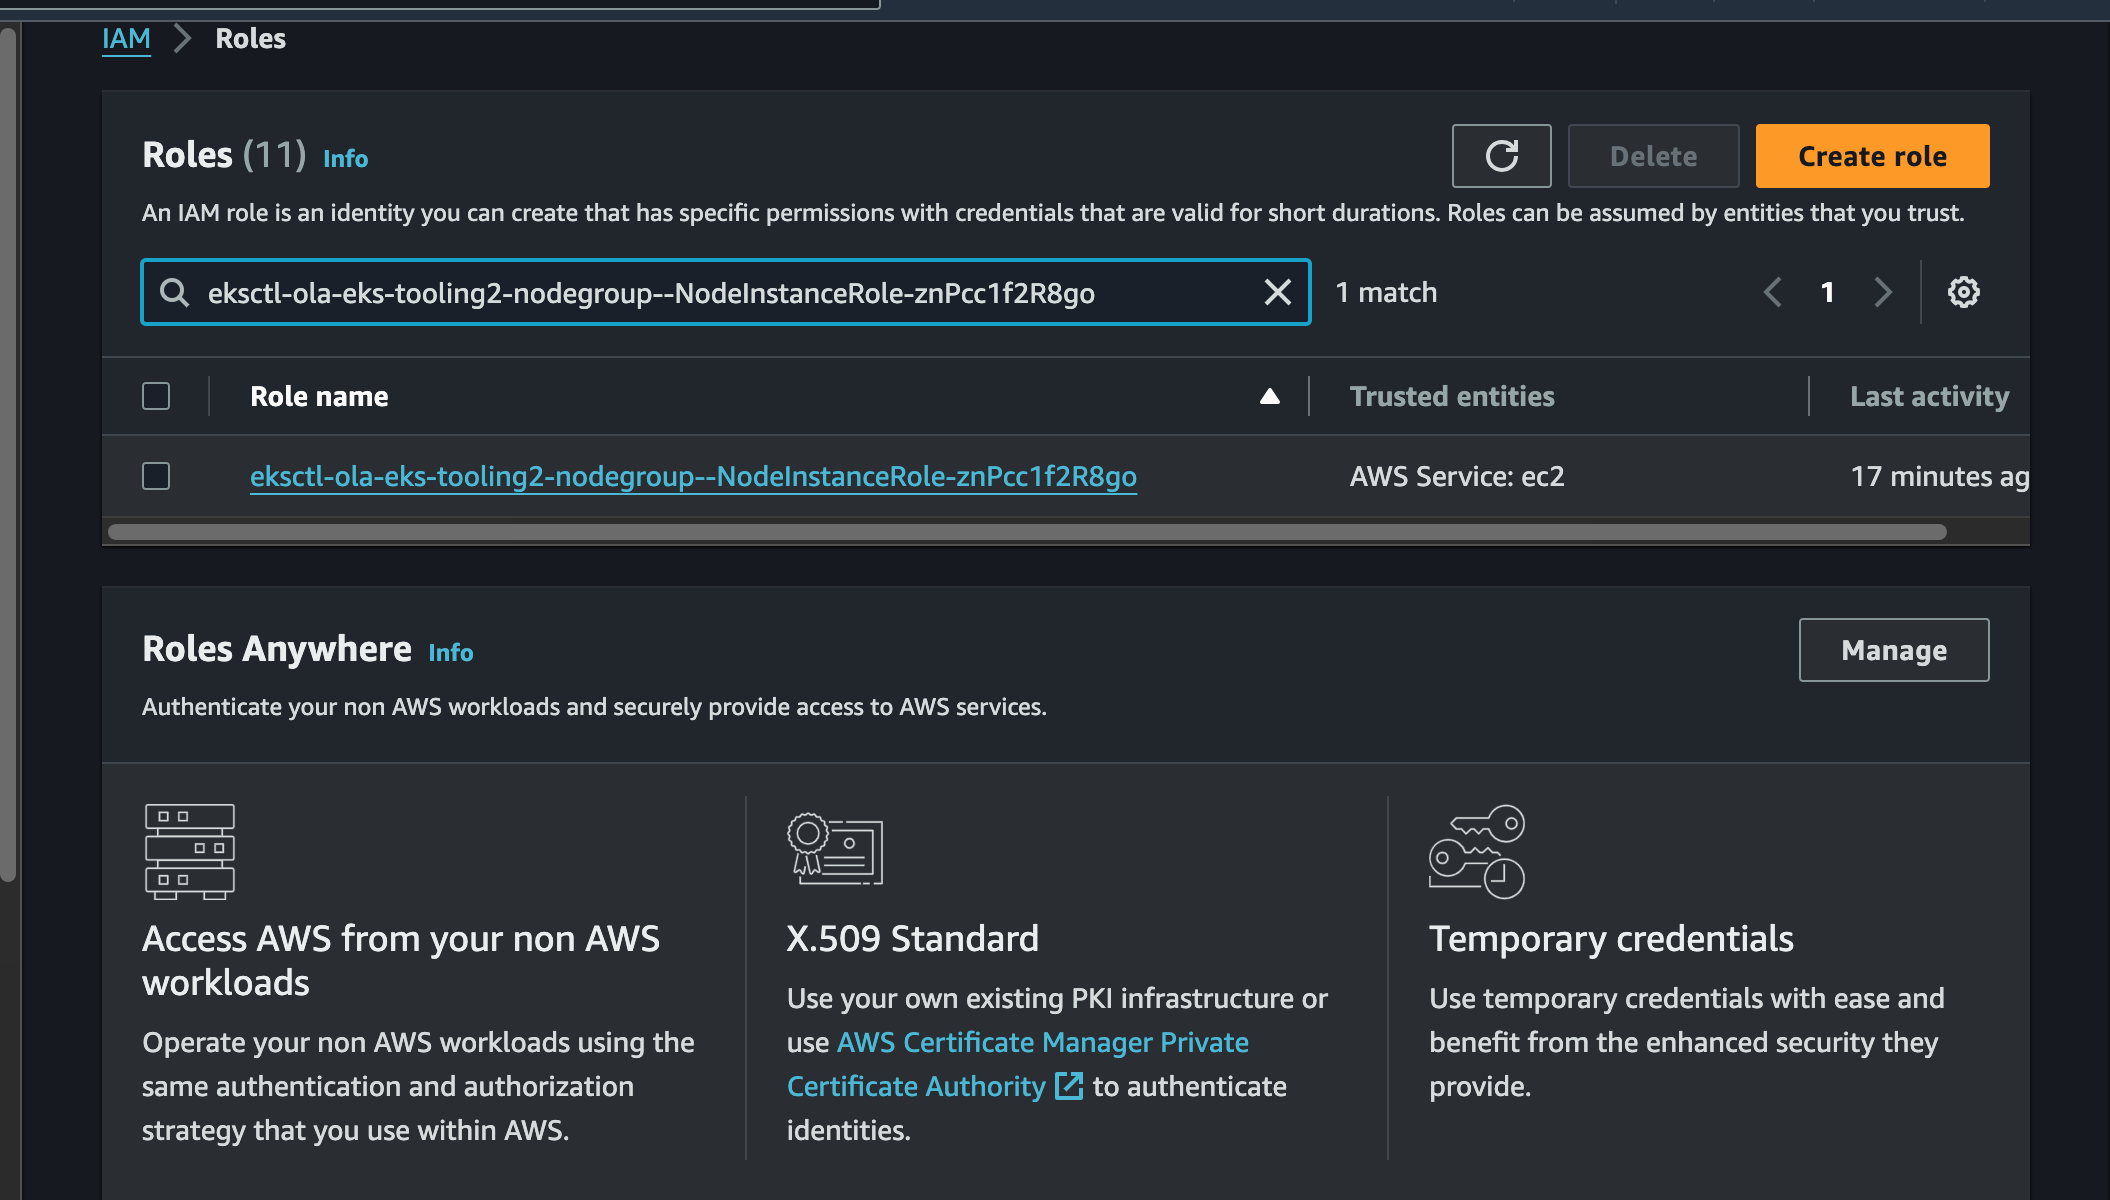 IAM > Roles
Roles (11) Info
Delete
Create role
An IAM role is an identity you can create that has specific permissions with credentials that are valid for short durations. Roles can be assumed by entities that you trust.
eksctl-ola-eks-tooling2-nodegroup--NodeInstanceRole-znPcc1f2R8go
1 match
1
Role name
Trusted entities
Last activity
eksctl-ola-eks-tooling2-nodegroup--NodeInstanceRole-znPcc1f2R8go
AWS Service: ec2
17 minutes ag
Roles Anywhere Info
Manage
Authenticate your non AWS workloads and securely provide access to AWS services.
Access AWS from your non AWS
workloads
Operate your non AWS workloads using the
same authentication and authorization
strategy that you use within AWS.
X.509 Standard
Use your own existing PKI infrastructure or
use AWS Certificate Manager Private
Certificate Authority to authenticate
identities.
Temporary credentials
Use temporary credentials with ease and
benefit from the enhanced security they
provide.